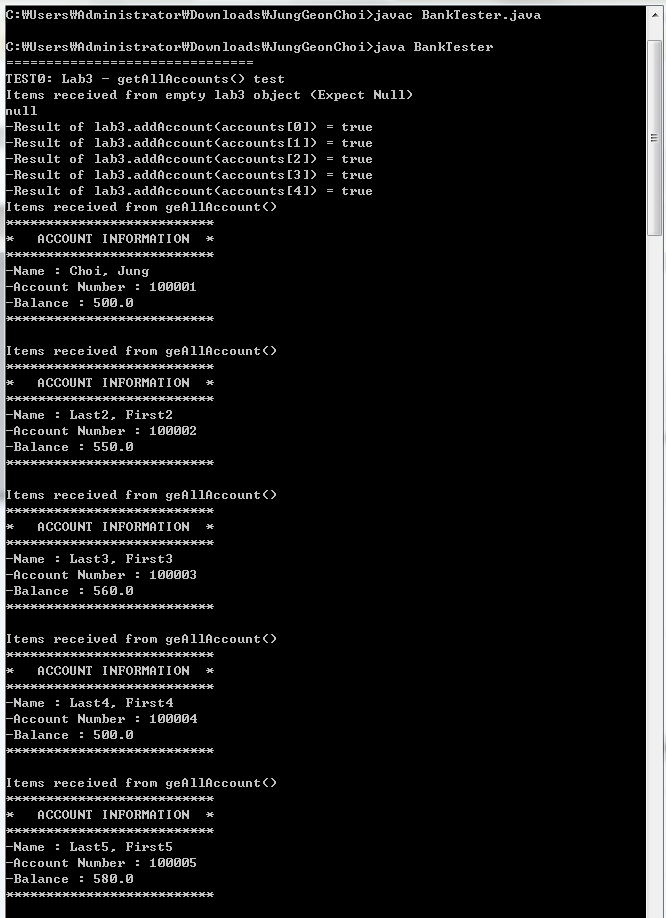 C:₩Users₩Administrator₩Downloads₩JungGeonChoi>javac BankTester.java
C:₩Users₩Administrator₩Downloads₩JungGeonChoi>java BankTester
===============================
TEST0: Lab3 - getAllAccounts() test
Items received from empty lab3 object (Expect Null)
null
-Result of lab3.addAccount(accounts[0]) = true
-Result of lab3.addAccount(accounts[1]) = true
-Result of lab3.addAccount(accounts[2]) = true
-Result of lab3.addAccount(accounts[3]) = true
-Result of lab3.addAccount(accounts[4]) = true
Items received from geAllAccount()
**************************
*   ACCOUNT INFORMATION  *
**************************
-Name : Choi, Jung
-Account Number : 100001
-Balance : 500.0
**************************
Items received from geAllAccount()
**************************
*   ACCOUNT INFORMATION  *
**************************
-Name : Last2, First2
-Account Number : 100002
-Balance : 550.0
**************************
Items received from geAllAccount()
**************************
*   ACCOUNT INFORMATION  *
**************************
-Name : Last3, First3
-Account Number : 100003
-Balance : 560.0
**************************
Items received from geAllAccount()
**************************
*   ACCOUNT INFORMATION  *
**************************
-Name : Last4, First4
-Account Number : 100004
-Balance : 500.0
**************************
Items received from geAllAccount()
**************************
*   ACCOUNT INFORMATION  *
**************************
-Name : Last5, First5
-Account Number : 100005
-Balance : 580.0
**************************